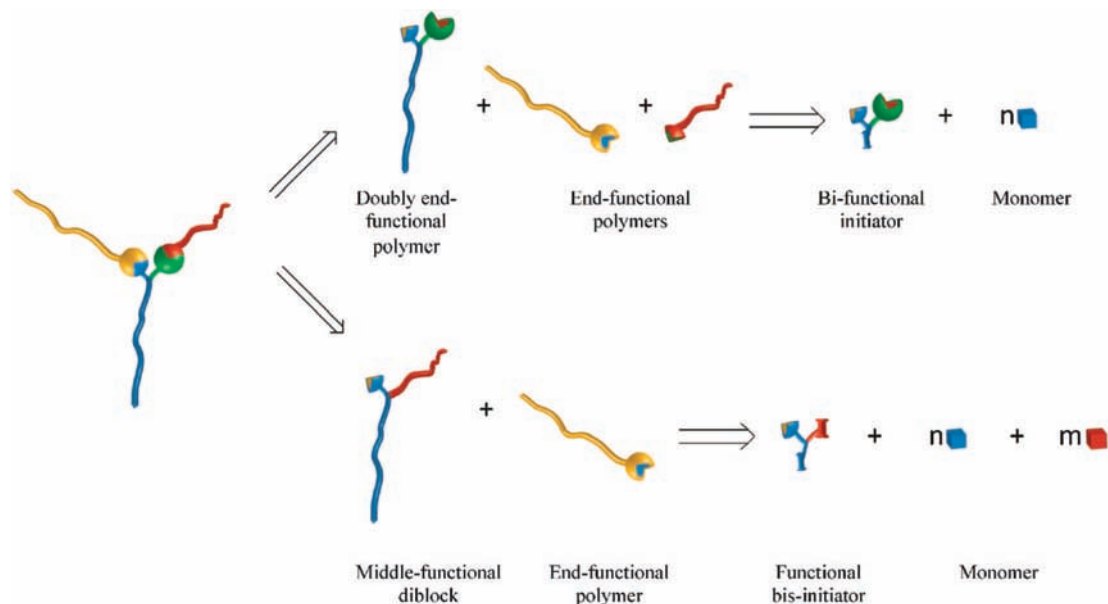 +
+
+
n
Doubly end-
functional
polymer
End-functional
polymers
Bi-functional
initiator
Monomer
+
+
n
+
m
Middle-functional
diblock
End-functional
polymer
Functional
bis-initiator
Monomer